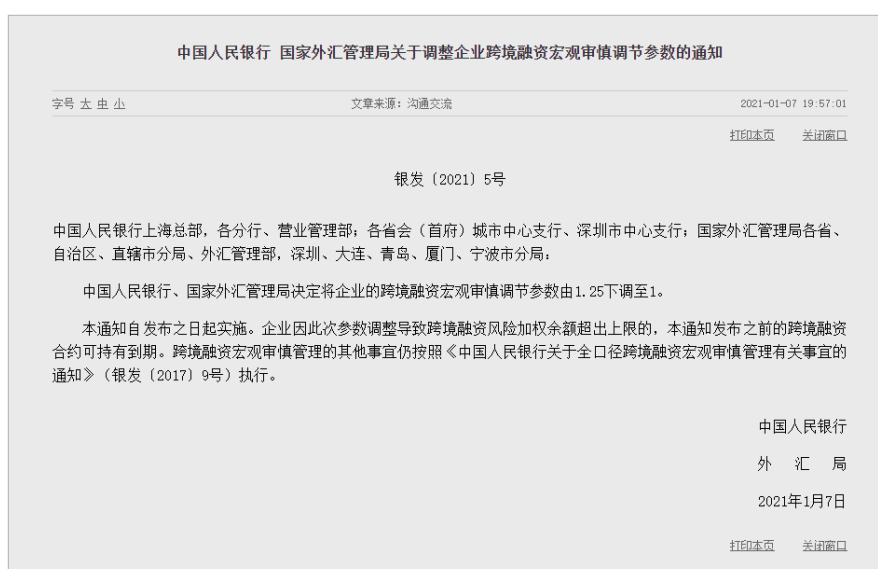 中国人民银行 国家外汇管理局关于调整企业跨境融资宏观审慎调节参数的通知
字号 大 中 小 文章来源：沟通交流 2021-01-07 19:57:01
打印本页 关闭窗口
银发〔2021〕5号
中国人民银行上海总部，各分行、营业管理部；各省会（首府）城市中心支行、深圳市中心支行；国家外汇管理局各省、
自治区、直辖市分局、外汇管理部，深圳、大连、青岛、厦门、宁波市分局：
中国人民银行、国家外汇管理局决定将企业的跨境融资宏观审慎调节参数由1.25下调至1。
本通知自发布之日起实施。企业因此次参数调整导致跨境融资风险加权余额超出上限的，本通知发布之前的跨境融资
合约可持有到期。跨境融资宏观审慎管理的其他事宜仍按照《中国人民银行关于全口径跨境融资宏观审慎管理有关事宜的
通知》（银发〔2017〕9号）执行。
中国人民银行
外 汇 局
2021年1月7日
打印本页 关闭窗口